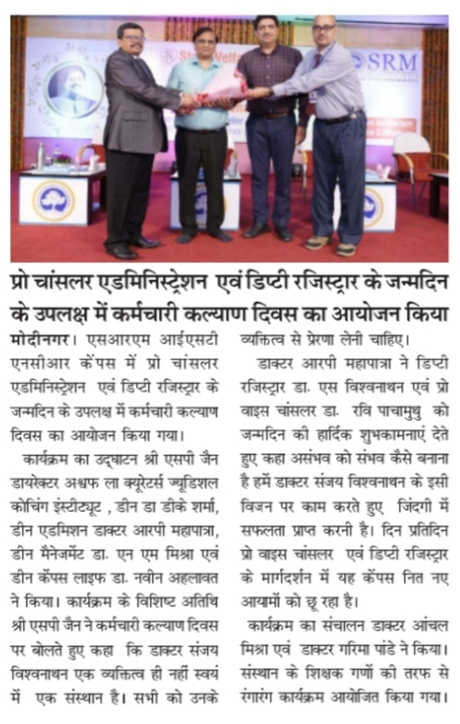 Staff Welf
SRM
प्रो चांसलर एडमिनिस्ट्रेशन एवं डिप्टी रजिस्ट्रार के जन्मदिन
के उपलक्ष में कर्मचारी कल्याण दिवस का आयोजन किया
मोदीनगर। एसआरएम आईएसटी
एनसीआर केंपस में प्रो चांसलर
एडमिनिस्ट्रेशन एवं डिप्टी रजिस्ट्रार के
जन्मदिन के उपलक्ष में कर्मचारी कल्याण
दिवस का आयोजन किया गया।
कार्यक्रम का उद्घाटन श्री एसपी जैन
डायरेक्टर अश्वफ ला क्यूरेटर्स ज्यूडिशल
कोचिंग इंस्टीट्यूट , डीन डा डीके शर्मा,
डीन एडमिशन डाक्टर आरपी महापात्रा,
डीन मैनेजमेंट डा. एन एम मिश्रा एवं
डीन केंपस लाइफ डा. नवीन अहलावत
ने किया। कार्यक्रम के विशिष्ट अतिथि
श्री एसपी जैन ने कर्मचारी कल्याण दिवस
पर बोलते हुए कहा कि डाक्टर संजय
विश्वनाथन एक व्यक्तित्व ही नहीं स्वयं
में एक संस्थान है। सभी को उनके
व्यक्तित्व से प्रेरणा लेनी चाहिए।
डाक्टर आरपी महापात्रा ने डिप्टी
रजिस्ट्रार डा. एस विश्वनाथन एवं प्रो
वाइस चांसलर डा. रवि पाचामुथु को
जन्मदिन की हार्दिक शुभकामनाएं देते
हुए कहा असंभव को संभव कैसे बनाना
है हमें डाक्टर संजय विश्वनाथन के इसी
विजन पर काम करते हुए जिंदगी में
सफलता प्राप्त करनी है। दिन प्रतिदिन
प्रो वाइस चांसलर एवं डिप्टी रजिस्ट्रार
के मार्गदर्शन में यह केंपस नित नए
आयामों को छू रहा है।
कार्यक्रम का संचालन डाक्टर आंचल
मिश्रा एवं डाक्टर गरिमा पांडे ने किया।
संस्थान के शिक्षक गणों की तरफ से
रंगारंग कार्यक्रम आयोजित किया गया।